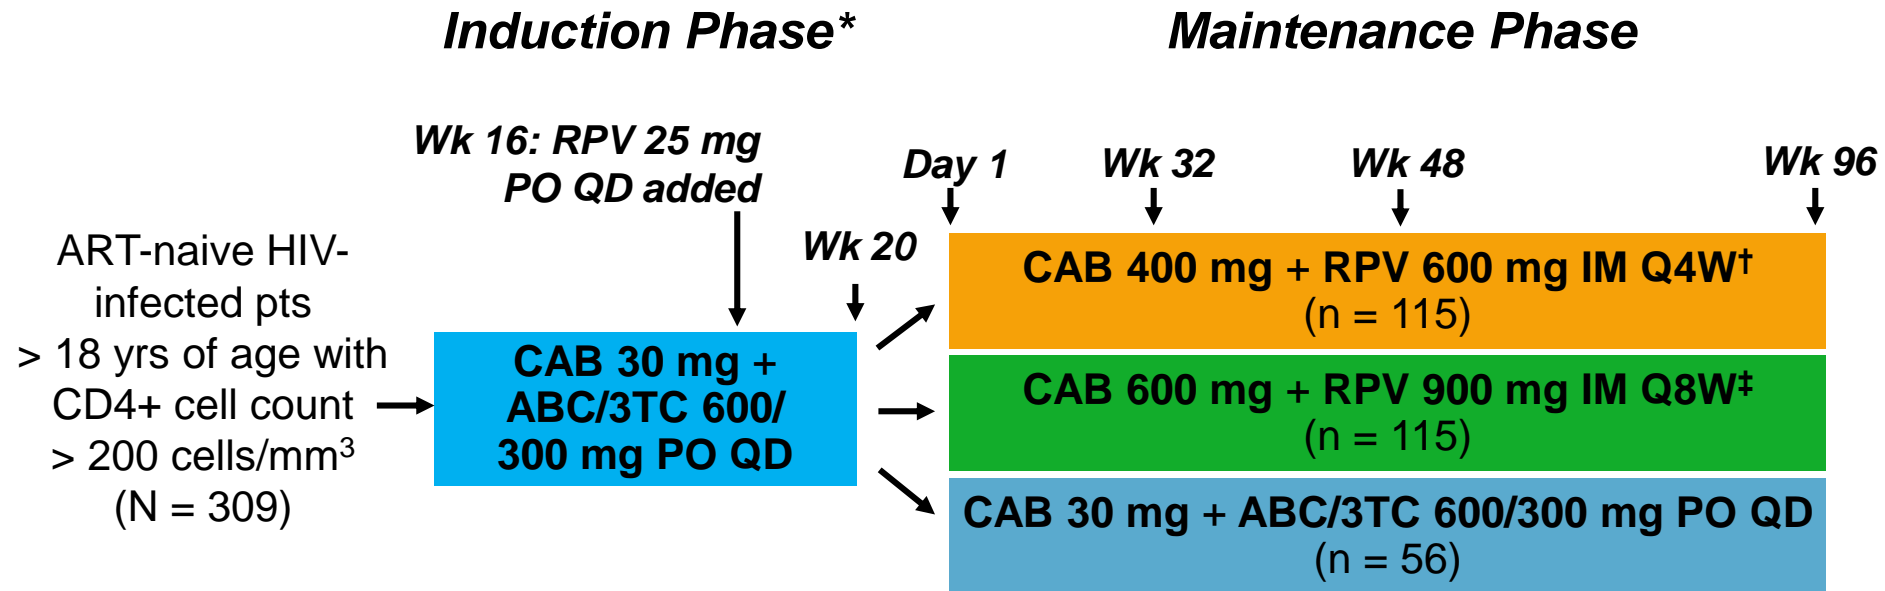 Induction Phase*
Maintenance Phase
Wk 16: RPV 25 mg
PO QD added
Wk 20
Day 1
Wk 32
Wk 48
Wk 96
ART-naive HIV-
infected pts
> 18 yrs of age with
CD4+ cell count
> 200 cells/mm³
(N = 309)
CAB 30 mg +
ABC/3TC 600/
300 mg PO QD
CAB 400 mg + RPV 600 mg IM Q4W†
(n = 115)
CAB 600 mg + RPV 900 mg IM Q8W‡
(n = 115)
CAB 30 mg + ABC/3TC 600/300 mg PO QD
(n = 56)